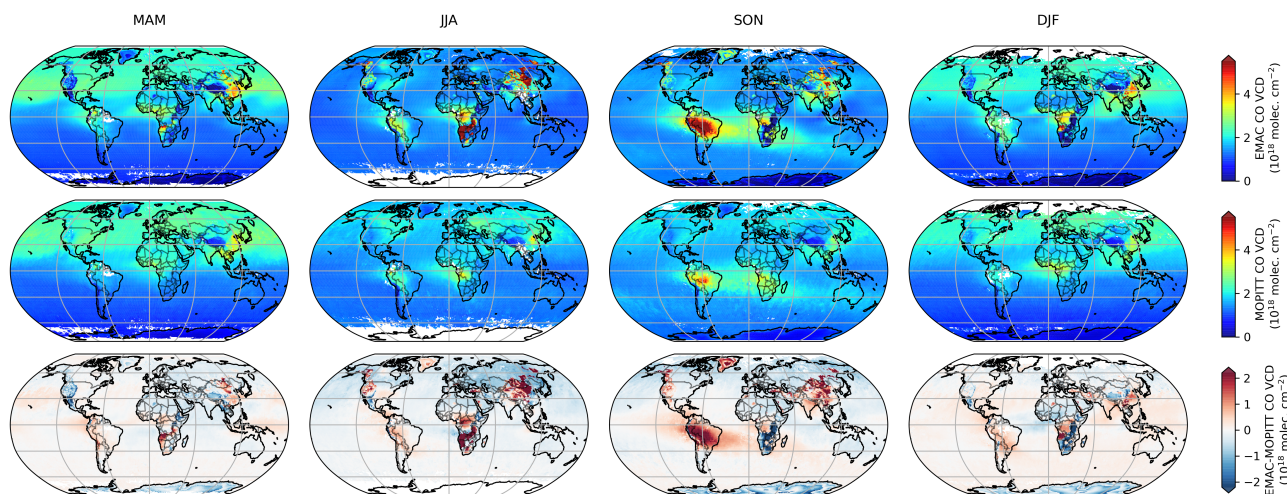 MAM
JJA
SON
DJF
4
2
0
EMAC CO VCD
(10¹⁸ molec. cm⁻²)
4
2
0
MOPITT CO VCD
(10¹⁸ molec. cm⁻²)
2
1
0
−1
−2
EMAC-MOPITT CO VCD
(10¹⁸ molec. cm⁻²)